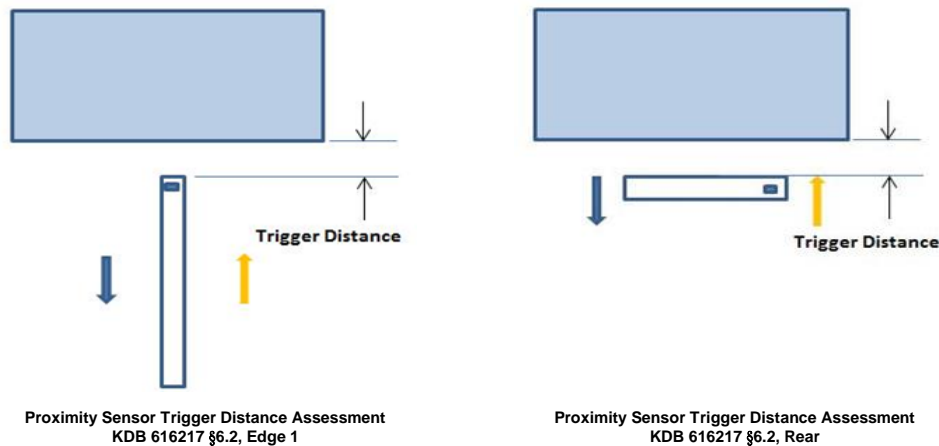 Trigger Distance
Trigger Distance
Proximity Sensor Trigger Distance Assessment
KDB 616217 §6.2, Edge 1
Proximity Sensor Trigger Distance Assessment
KDB 616217 §6.2, Rear